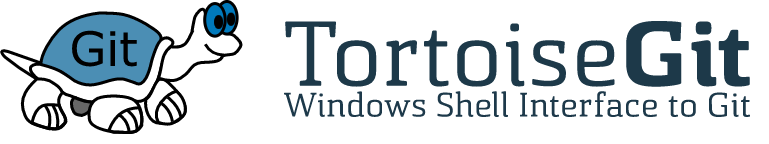 Git
TortoiseGit
Windows Shell Interface to Git